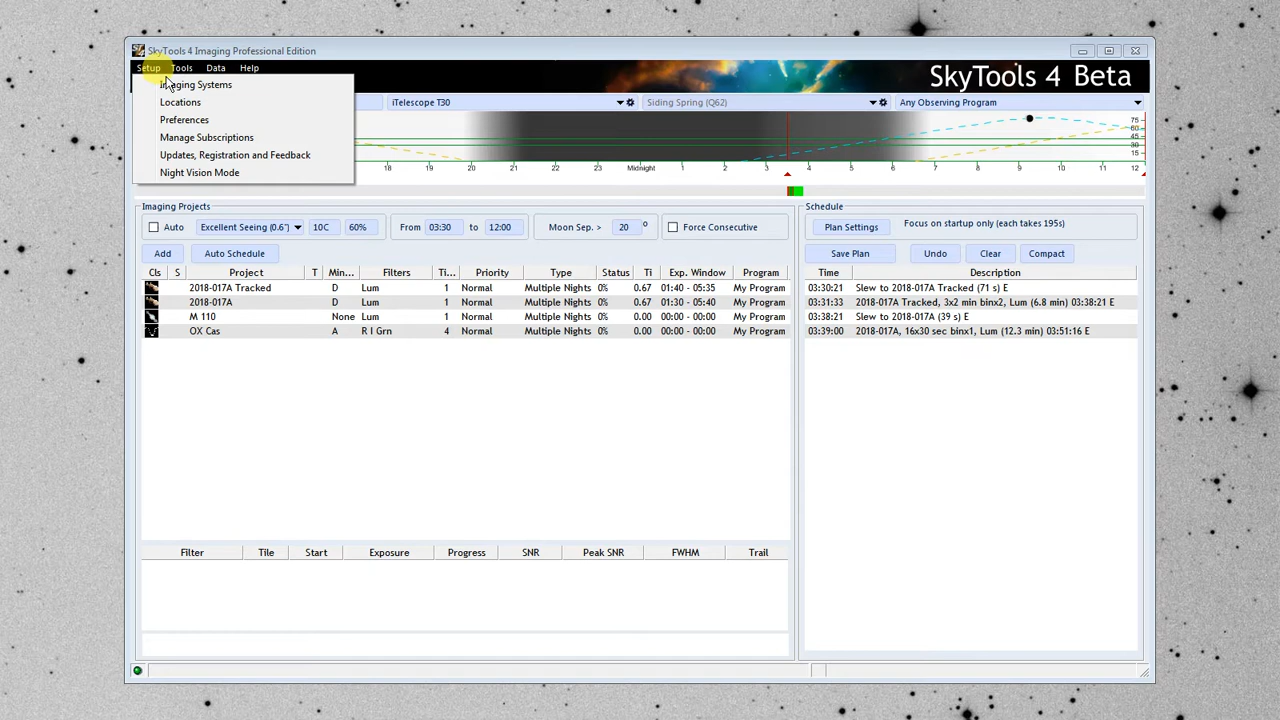 SkyTools 4 Imaging Professional Edition
Setup Tools Data Help
SkyTools 4 Beta
Imaging Systems
Locations
Preferences
Manage Subscriptions
Updates, Registration and Feedback
Night Vision Mode
iTelescope T30 Siding Spring (Q62) Any Observing Program
75
60
45
30
15
18 19 20 21 22 23 Midnight 1 2 3 4 5 6 7 8 9 10 11 12
Imaging Projects
Auto Excellent Seeing (0.6") 10C 60% From 03:30 to 12:00 Moon Sep. > 20 ° Force Consecutive
Add Auto Schedule
Cls S Project T Min... Filters Ti... Priority Type Status Ti Exp. Window Program
2018-017A Tracked D Lum 1 Normal Multiple Nights 0% 0.67 01:40 - 05:35 My Program
2018-017A D Lum 1 Normal Multiple Nights 0% 0.67 01:30 - 05:40 My Program
M 110 None Lum 1 Normal Multiple Nights 0% 0.00 00:00 - 00:00 My Program
OX Cas A R I Grn 4 Normal Multiple Nights 0% 0.00 00:00 - 00:00 My Program
Filter Tile Start Exposure Progress SNR Peak SNR FWHM Trail
Schedule
Plan Settings Focus on startup only (each takes 195s)
Save Plan Undo Clear Compact
Time Description
03:30:21 Slew to 2018-017A Tracked (71 s) E
03:31:33 2018-017A Tracked, 3x2 min binx2, Lum (6.8 min) 03:38:21 E
03:38:21 Slew to 2018-017A (39 s) E
03:39:00 2018-017A, 16x30 sec binx1, Lum (12.3 min) 03:51:16 E